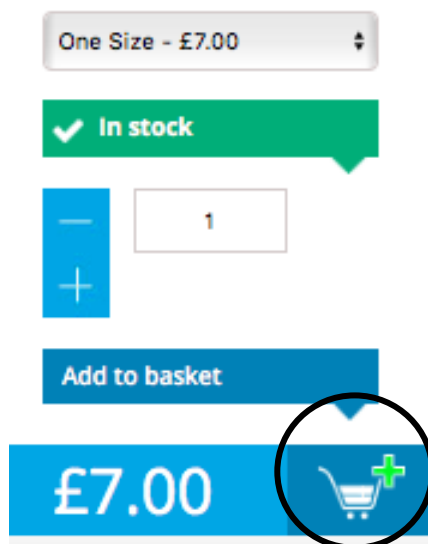 One Size - £7.00
In stock
1
Add to basket
£7.00